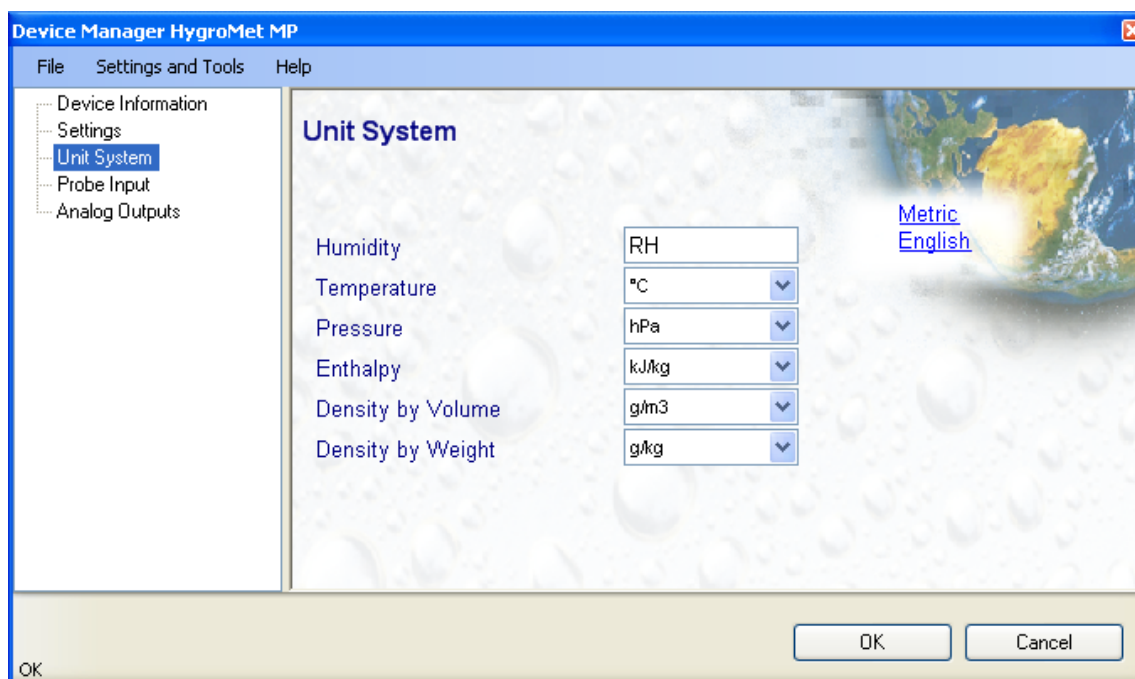 Device Manager HygroMet MP
File Settings and Tools Help
Device Information
Settings
Unit System
Probe Input
Analog Outputs
Unit System
Metric
English
Humidity RH
Temperature °C
Pressure hPa
Enthalpy kJ/kg
Density by Volume g/m3
Density by Weight g/kg
OK Cancel
OK